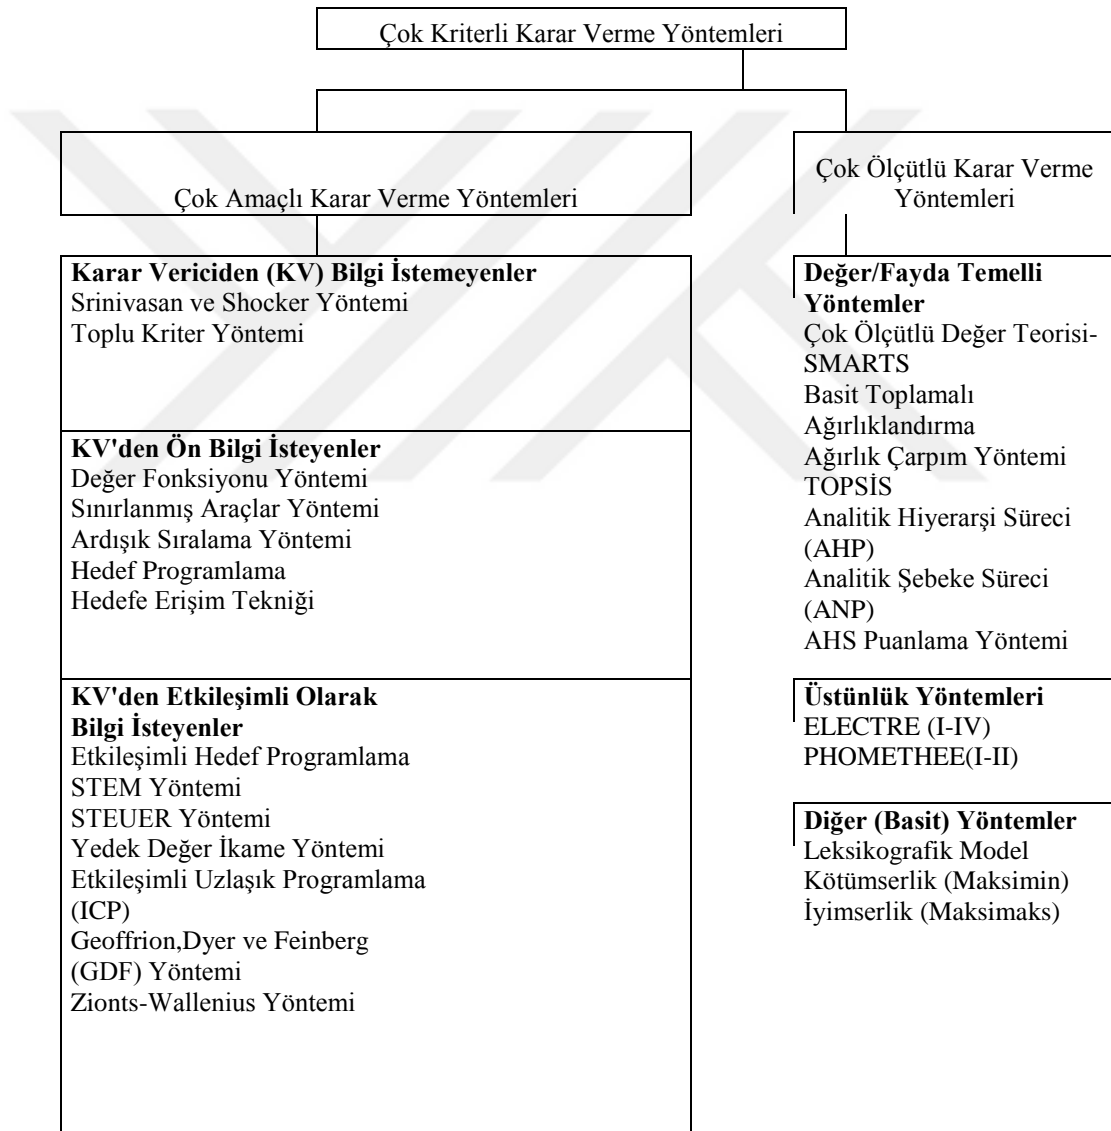 Çok Kriterli Karar Verme Yöntemleri
Çok Amaçlı Karar Verme Yöntemleri
Çok Ölçütlü Karar Verme
Yöntemleri
Karar Vericiden (KV) Bilgi İstemeyenler
Srinivasan ve Shocker Yöntemi
Toplu Kriter Yöntemi
KV'den Ön Bilgi İsteyenler
Değer Fonksiyonu Yöntemi
Sınırlanmış Araçlar Yöntemi
Ardışık Sıralama Yöntemi
Hedef Programlama
Hedefe Erişim Tekniği
KV'den Etkileşimli Olarak
Bilgi İsteyenler
Etkileşimli Hedef Programlama
STEM Yöntemi
STEUER Yöntemi
Yedek Değer İkame Yöntemi
Etkileşimli Uzlaşık Programlama
(ICP)
Geoffrion,Dyer ve Feinberg
(GDF) Yöntemi
Zionts-Wallenius Yöntemi
Değer/Fayda Temelli
Yöntemler
Çok Ölçütlü Değer Teorisi-
SMARTS
Basit Toplamalı
Ağırlıklandırma
Ağırlık Çarpım Yöntemi
TOPSİS
Analitik Hiyerarşi Süreci
(AHP)
Analitik Şebeke Süreci
(ANP)
AHS Puanlama Yöntemi
Üstünlük Yöntemleri
ELECTRE (I-IV)
PHOMETHEE(I-II)
Diğer (Basit) Yöntemler
Leksikografik Model
Kötümserlik (Maksimin)
İyimserlik (Maksimaks)